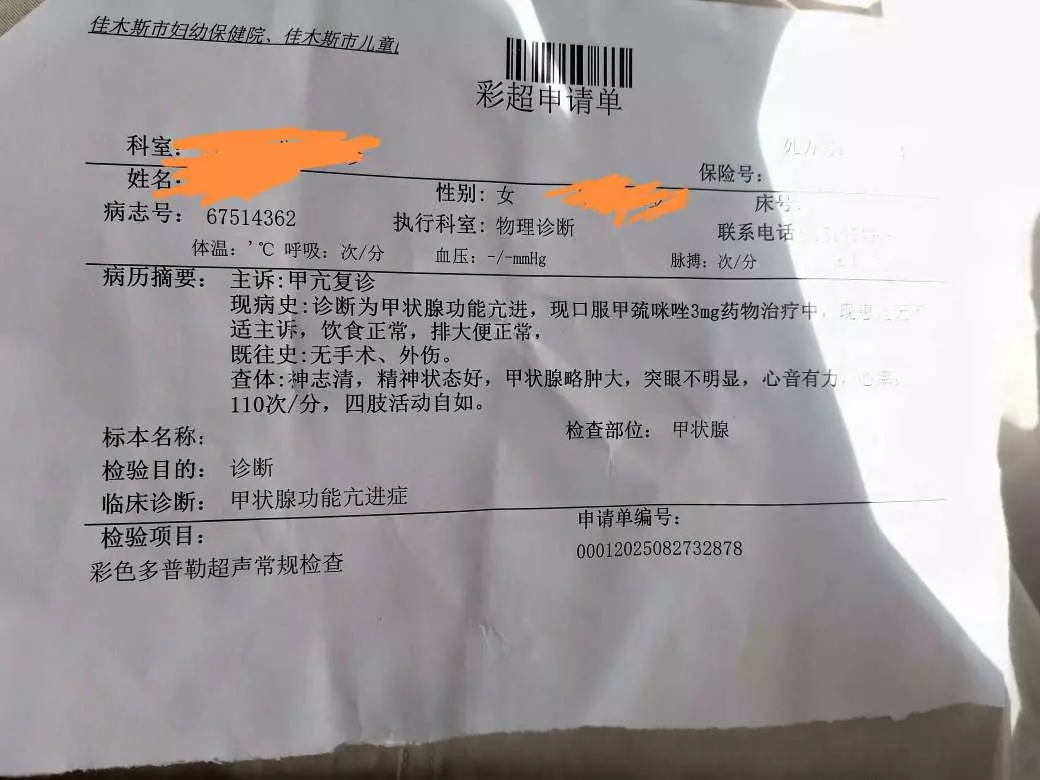 佳木斯市妇幼保健院、佳木斯市儿童
彩超申请单
科室:
姓名: 性别: 女 保险号:
病志号: 67514362 执行科室: 物理诊断 床号:
联系电话
体温: '℃ 呼吸: 次/分 血压: -/-mmHg 脉搏: 次/分
病历摘要: 主诉:甲亢复诊
现病史:诊断为甲状腺功能亢进, 现口服甲巯咪唑3mg药物治疗中,
适主诉, 饮食正常, 排大便正常,
既往史:无手术、外伤。
查体:神志清, 精神状态好, 甲状腺略肿大, 突眼不明显, 心音有力,
110次/分, 四肢活动自如。
标本名称: 检查部位: 甲状腺
检验目的: 诊断
临床诊断: 甲状腺功能亢进症
检验项目: 申请单编号:
彩色多普勒超声常规检查 00012025082732878